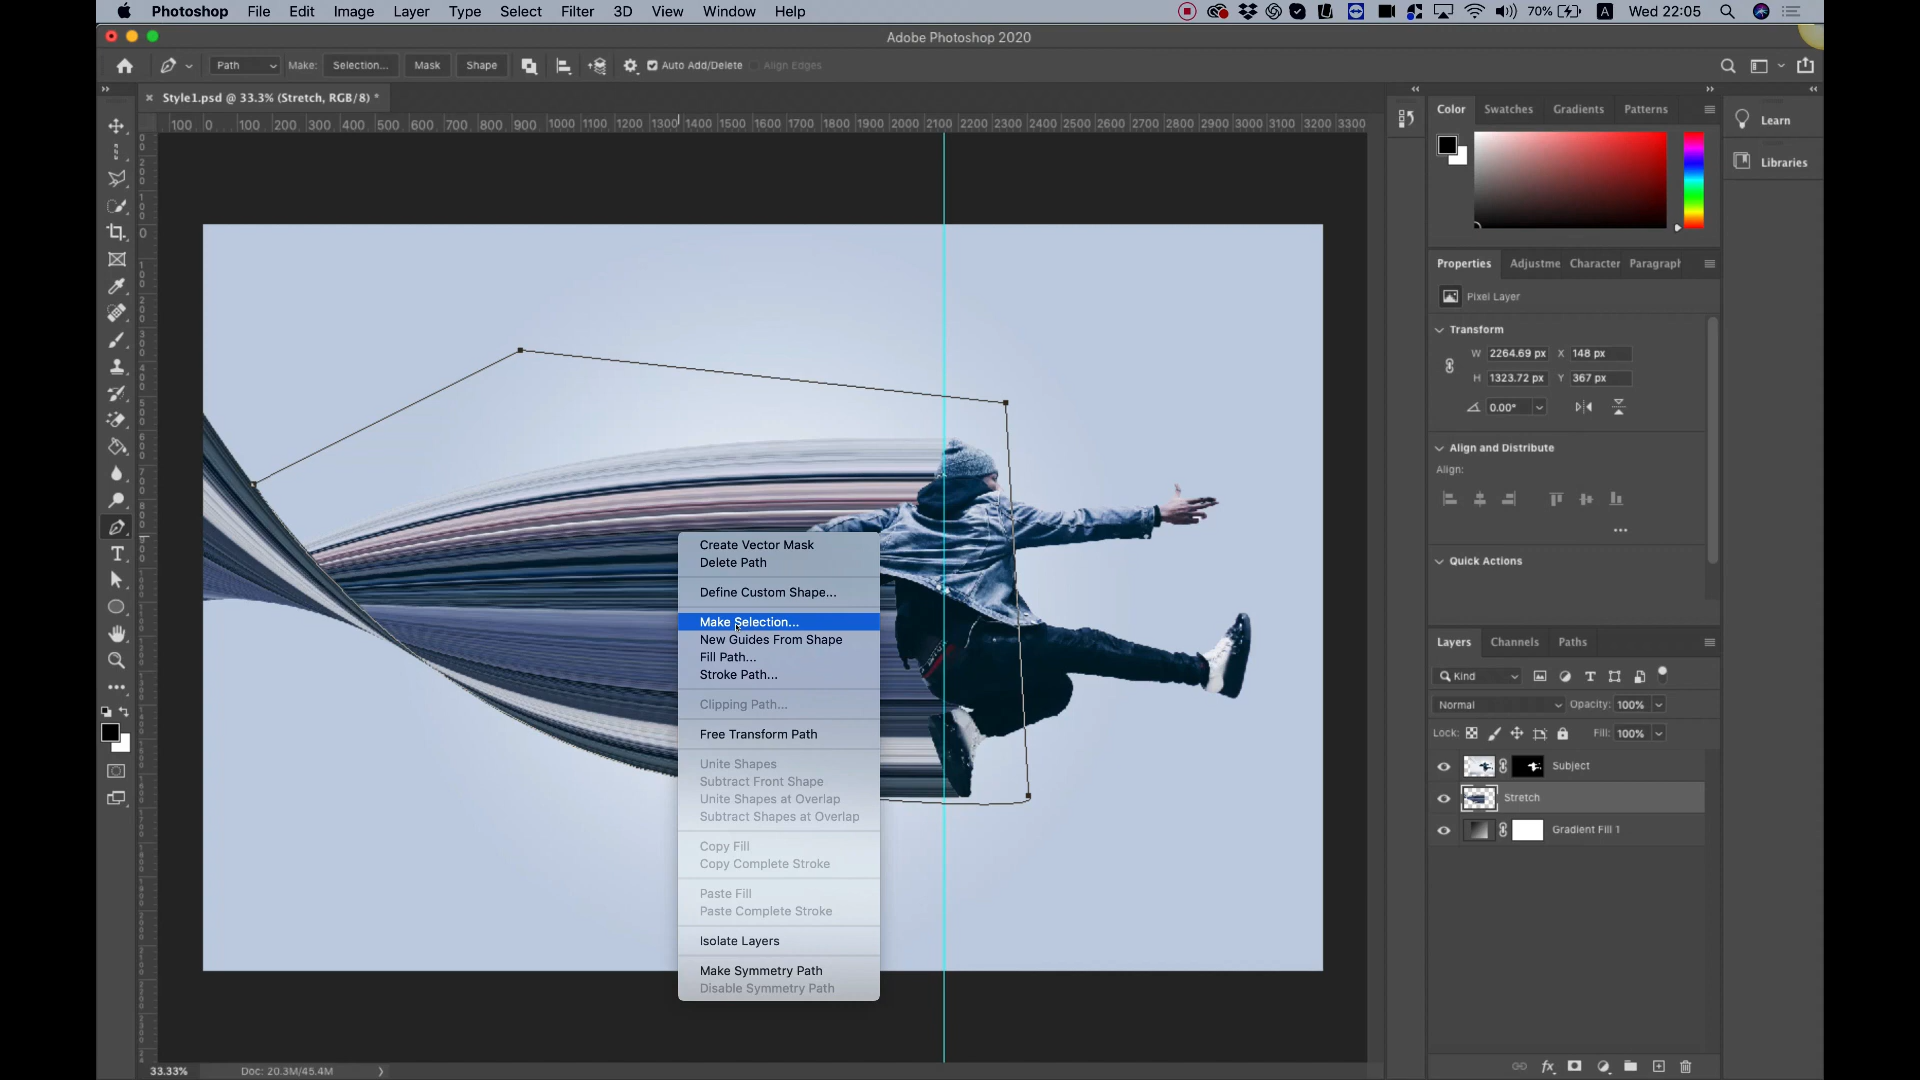 Photoshop File Edit Image Layer Type Select Filter 3D View Window Help 70% A Wed 22:05
Adobe Photoshop 2020
Path Make: Selection... Mask Shape Auto Add/Delete Align Edges
Style1.psd @ 33.3% (Stretch, RGB/8) *
100 0 100 200 300 400 500 600 700 800 900 1000 1100 1200 1300 1400 1500 1600 1700 1800 1900 2000 2100 2200 2300 2400 2500 2600 2700 2800 2900 3000 3100 3200 3300
Color Swatches Gradients Patterns
Learn
Libraries
Properties Adjustme Character Paragraph
Pixel Layer
Transform
W 2264.69 px X 148 px
H 1323.72 px Y 367 px
0.00°
Align and Distribute
Align:
Quick Actions
Create Vector Mask
Delete Path
Define Custom Shape...
Make Selection...
New Guides From Shape
Fill Path...
Stroke Path...
Clipping Path...
Free Transform Path
Unite Shapes
Subtract Front Shape
Unite Shapes at Overlap
Subtract Shapes at Overlap
Copy Fill
Copy Complete Stroke
Paste Fill
Paste Complete Stroke
Isolate Layers
Make Symmetry Path
Disable Symmetry Path
Layers Channels Paths
Kind
Normal Opacity: 100%
Lock: Fill: 100%
Subject
Stretch
Gradient Fill 1
33.33% Doc: 20.3M/45.4M